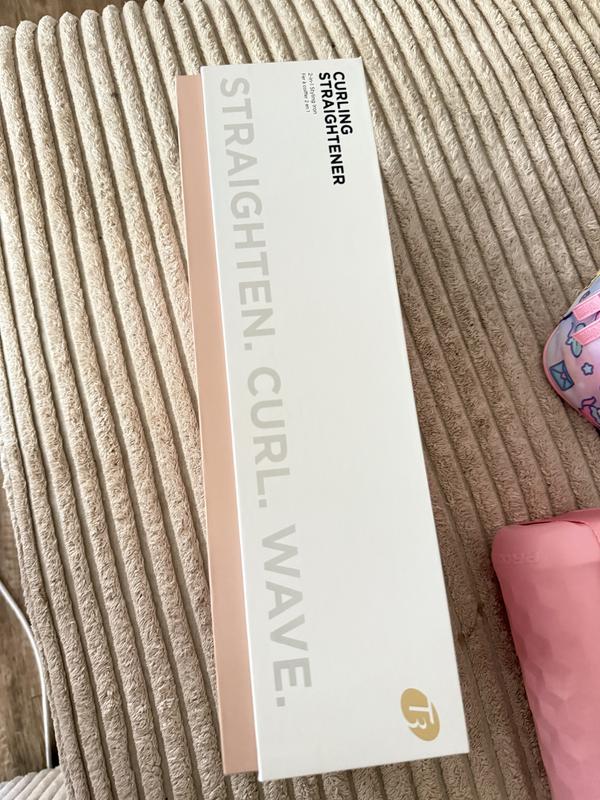 CURLING
STRAIGHTENER
2-in-1 Styling Iron
Fer à coiffer 2 en 1
STRAIGHTEN. CURL. WAVE.
T3